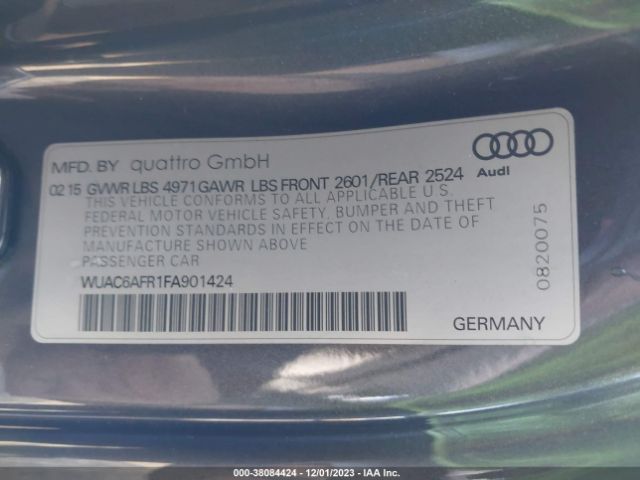 MFD. BY quattro GmbH
Audi
0215 GVWR LBS 4971 GAWR LBS FRONT 2601/REAR 2524
THIS VEHICLE CONFORMS TO ALL APPLICABLE U.S.
FEDERAL MOTOR VEHICLE SAFETY, BUMPER AND THEFT
PREVENTION STANDARDS IN EFFECT ON THE DATE OF
MANUFACTURE SHOWN ABOVE
PASSENGER CAR
WUAC6AFR1FA901424
GERMANY
0820075
000-38084424 - 12/01/2023 - IAA Inc.